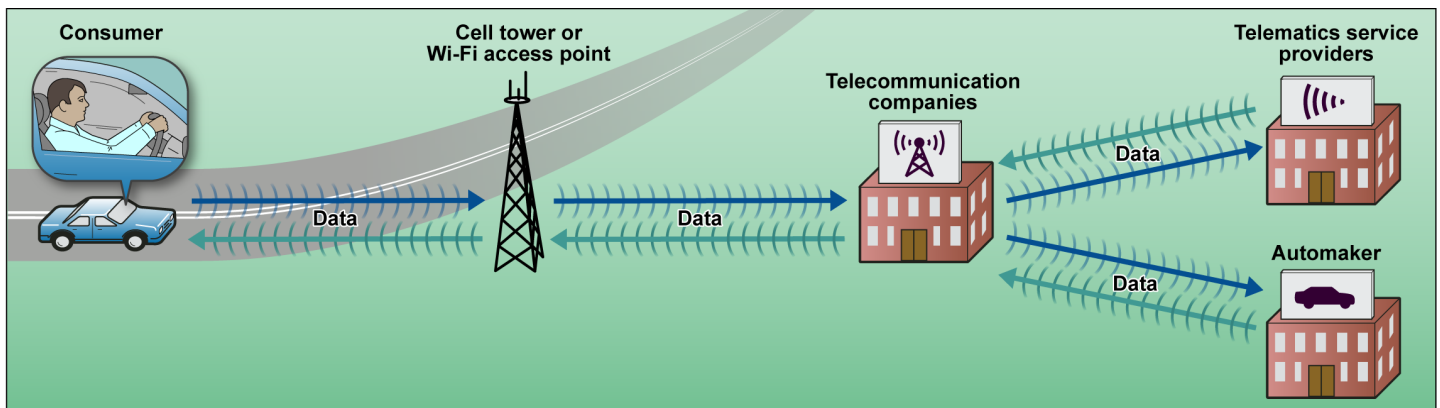 Consumer
Cell tower or
Wi-Fi access point
Telecommunication
companies
Telematics service
providers
Data
Data
Data
Automaker
Data